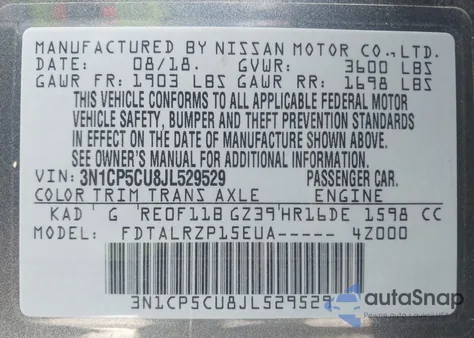 MANUFACTURED BY NISSAN MOTOR CO., LTD.
DATE: 08/18. GVWR: 3600 LBS
GAWR FR: 1903 LBS GAWR RR: 1698 LBS
THIS VEHICLE CONFORMS TO ALL APPLICABLE FEDERAL MOTOR
VEHICLE SAFETY, BUMPER AND THEFT PREVENTION STANDARDS
IN EFFECT ON THE DATE OF MANUFACTURE SHOWN ABOVE.
SEE OWNER'S MANUAL FOR ADDITIONAL INFORMATION.
VIN: 3N1CP5CU8JL529529 PASSENGER CAR.
COLOR TRIM TRANS AXLE ENGINE
KAD G RE0F11B GZ39 HR16DE 1598 CC
MODEL: FDTALRZP15EUA----- 4Z000
3N1CP5CU8JL529529
autoSnap